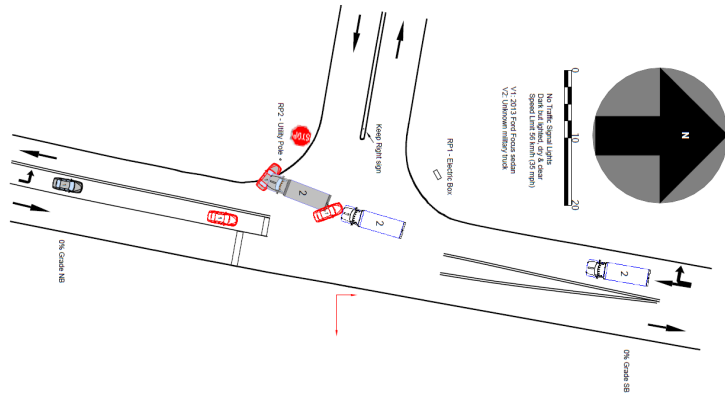 N
0
10
20
No Traffic Signal Lights
Dark but lighted, dry & clear
Speed Limit 56 km/h (35 mph)
V1: 2013 Ford Focus sedan
V2: Unknown military truck
RP1 - Electric Box
Keep Right sign
STOP
RP2 - Utility Pole +
2
2
2
0% Grade NB
0% Grade SB